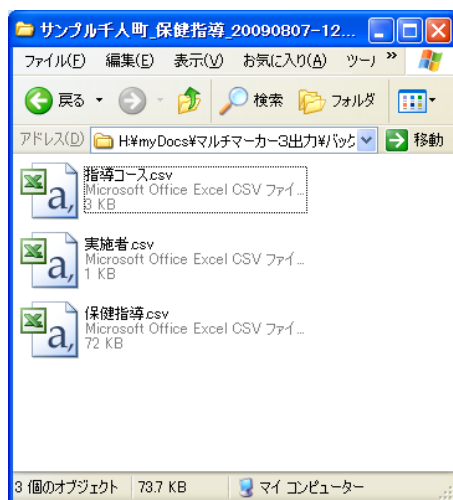 サンプル千人町_保健指導_20090807-12...
ファイル(F) 編集(E) 表示(V) お気に入り(A) ツール »
戻る 検索 フォルダ
アドレス(D) H¥myDocs¥マルチマーカー3出力¥バック 移動
指導コース.csv
Microsoft Office Excel CSV ファイ...
3 KB
実施者.csv
Microsoft Office Excel CSV ファイ...
1 KB
保健指導.csv
Microsoft Office Excel CSV ファイ...
72 KB
3 個のオブジェクト 73.7 KB マイ コンピューター